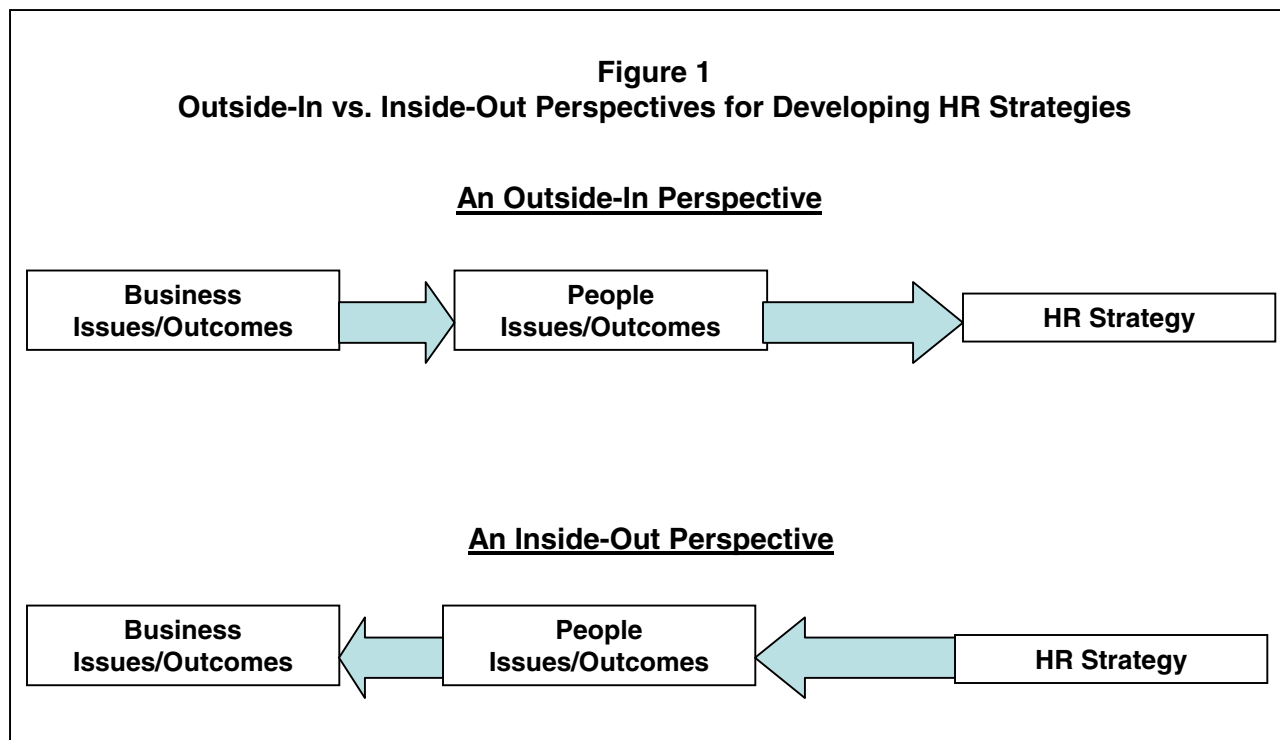 Figure 1
Outside-In vs. Inside-Out Perspectives for Developing HR Strategies
An Outside-In Perspective
Business
Issues/Outcomes
People
Issues/Outcomes
HR Strategy
An Inside-Out Perspective
Business
Issues/Outcomes
People
Issues/Outcomes
HR Strategy